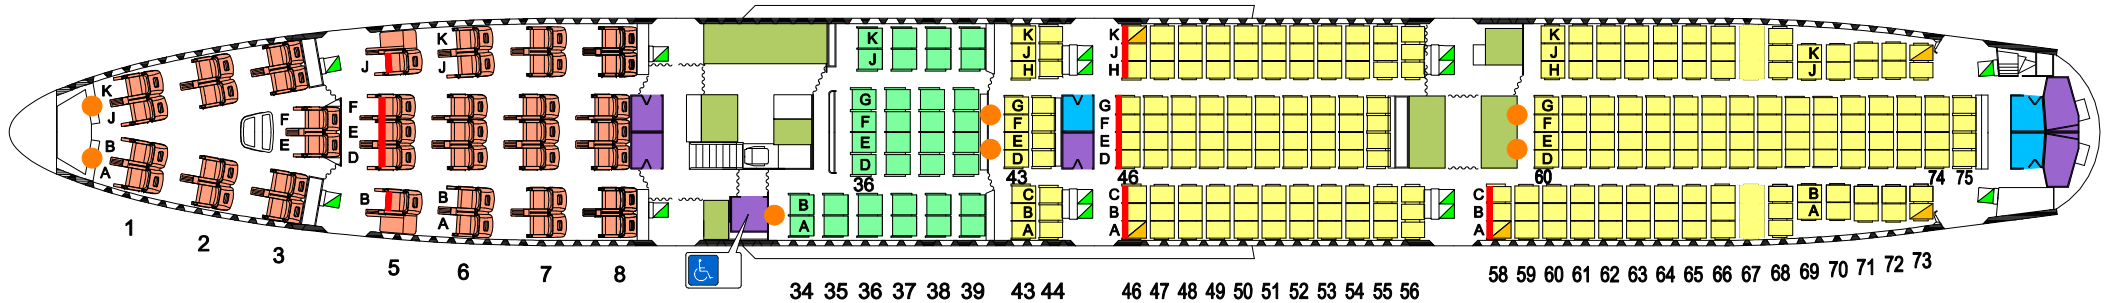 K K K K K
J J J J J
H H
K J J K J
G G G G
F F F F F F
E E E E E E
D D D D D
36 43 46 60 74 75
B B B B C C C B
A A A A B B B A
A A A
1 2 3 5 6 7 8
34 35 36 37 38 39 43 44 46 47 48 49 50 51 52 53 54 55 56 58 59 60 61 62 63 64 65 66 67 68 69 70 71 72 73